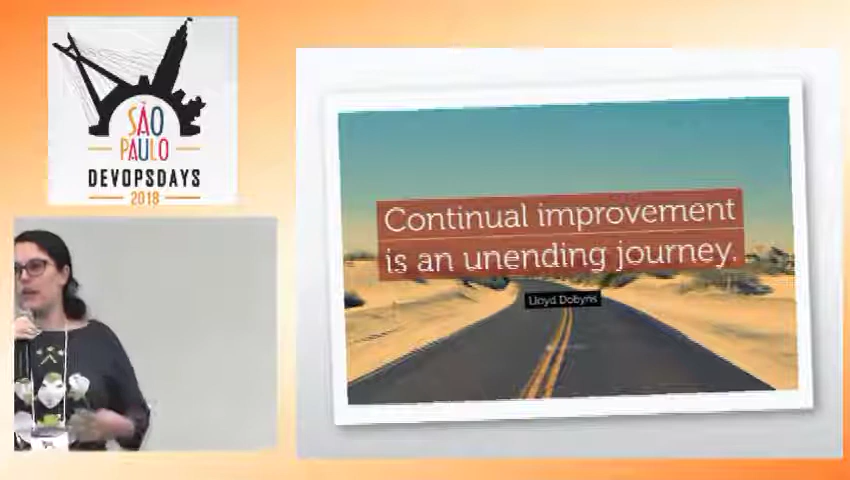 SÃO
PAULO
DEVOPSDAYS
2018
Continual improvement
is an unending journey.
Lloyd Dobyns